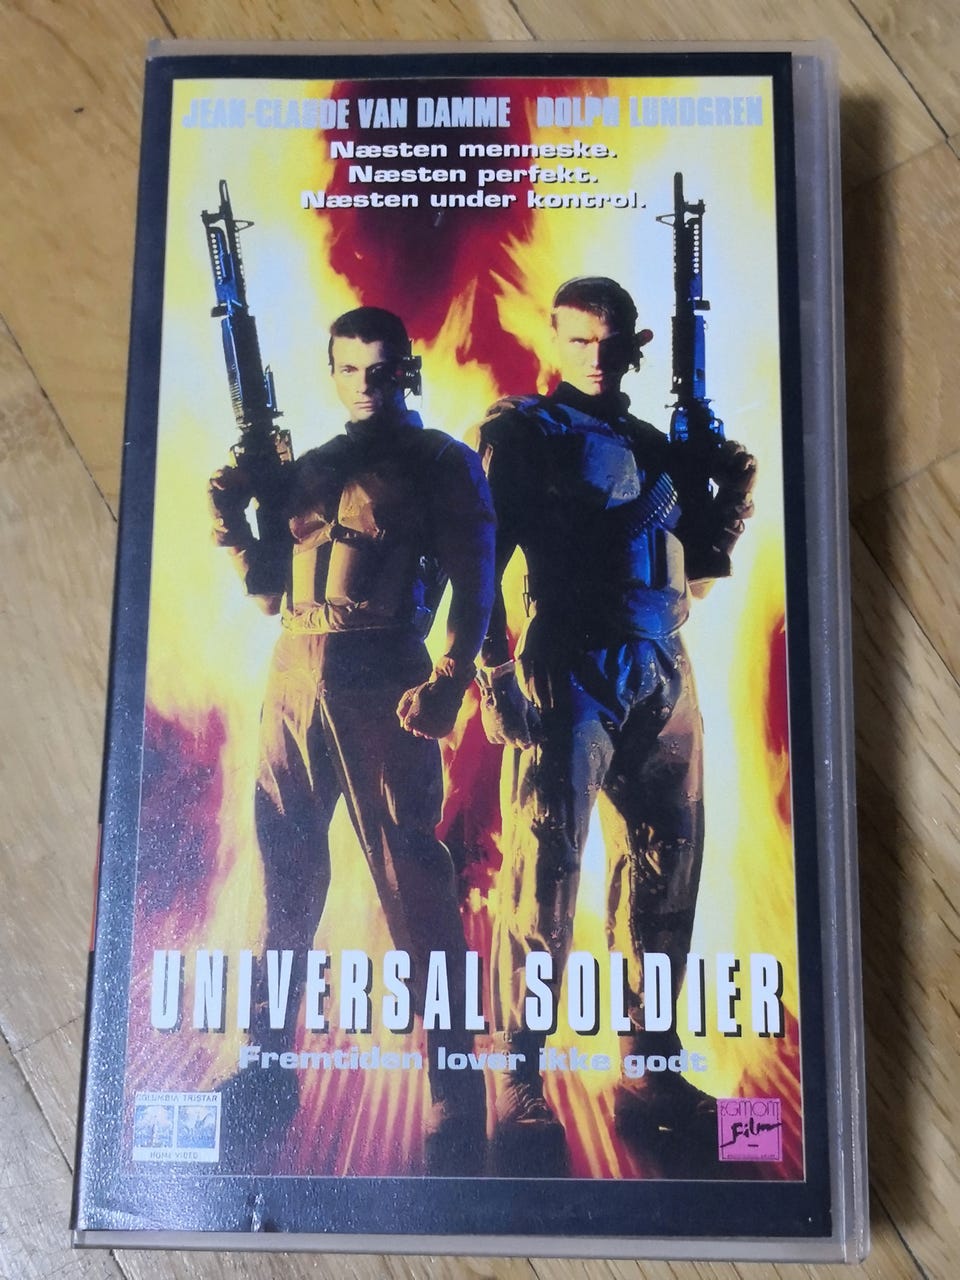 JEAN-CLAUDE VAN DAMME DOLPH LUNDGREN
Næsten menneske.
Næsten perfekt.
Næsten under kontrol.
UNIVERSAL SOLDIER
Fremtiden lover ikke godt
COLUMBIA TRISTAR
HOME VIDEO
EGMONT
Film